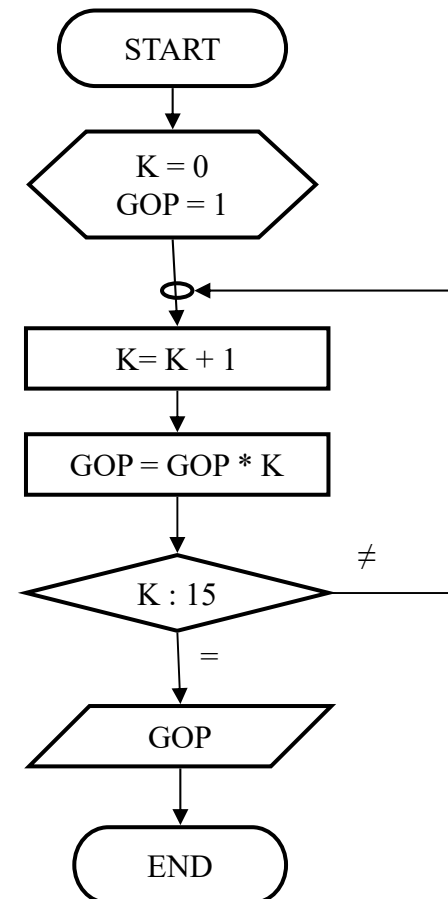 START
K = 0
GOP = 1
K= K + 1
GOP = GOP * K
≠
K : 15
=
GOP
END